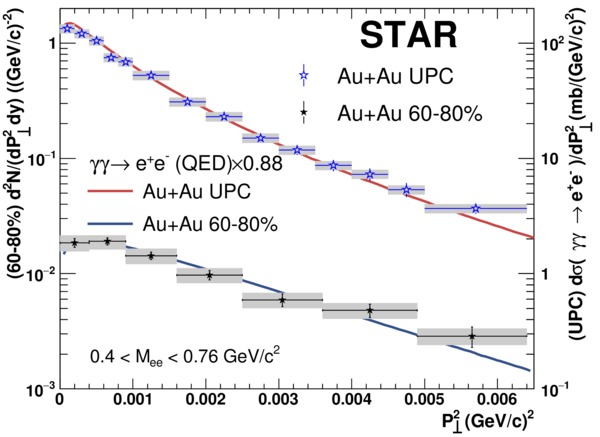 STAR
Au+Au UPC
Au+Au 60-80%
γγ→ e⁺e⁻ (QED)×0.88
Au+Au UPC
Au+Au 60-80%
0.4 < Mee < 0.76 GeV/c²
(60-80%) d²N/(dP²⊥ dy) ((GeV/c)⁻²)
1
10⁻¹
10⁻²
10⁻³
(UPC) dσ( γγ → e⁺e⁻ )/dP²⊥ (mb/(GeV/c)²)
10²
10
1
10⁻¹
0 0.001 0.002 0.003 0.004 0.005 0.006
P²⊥ (GeV/c)²